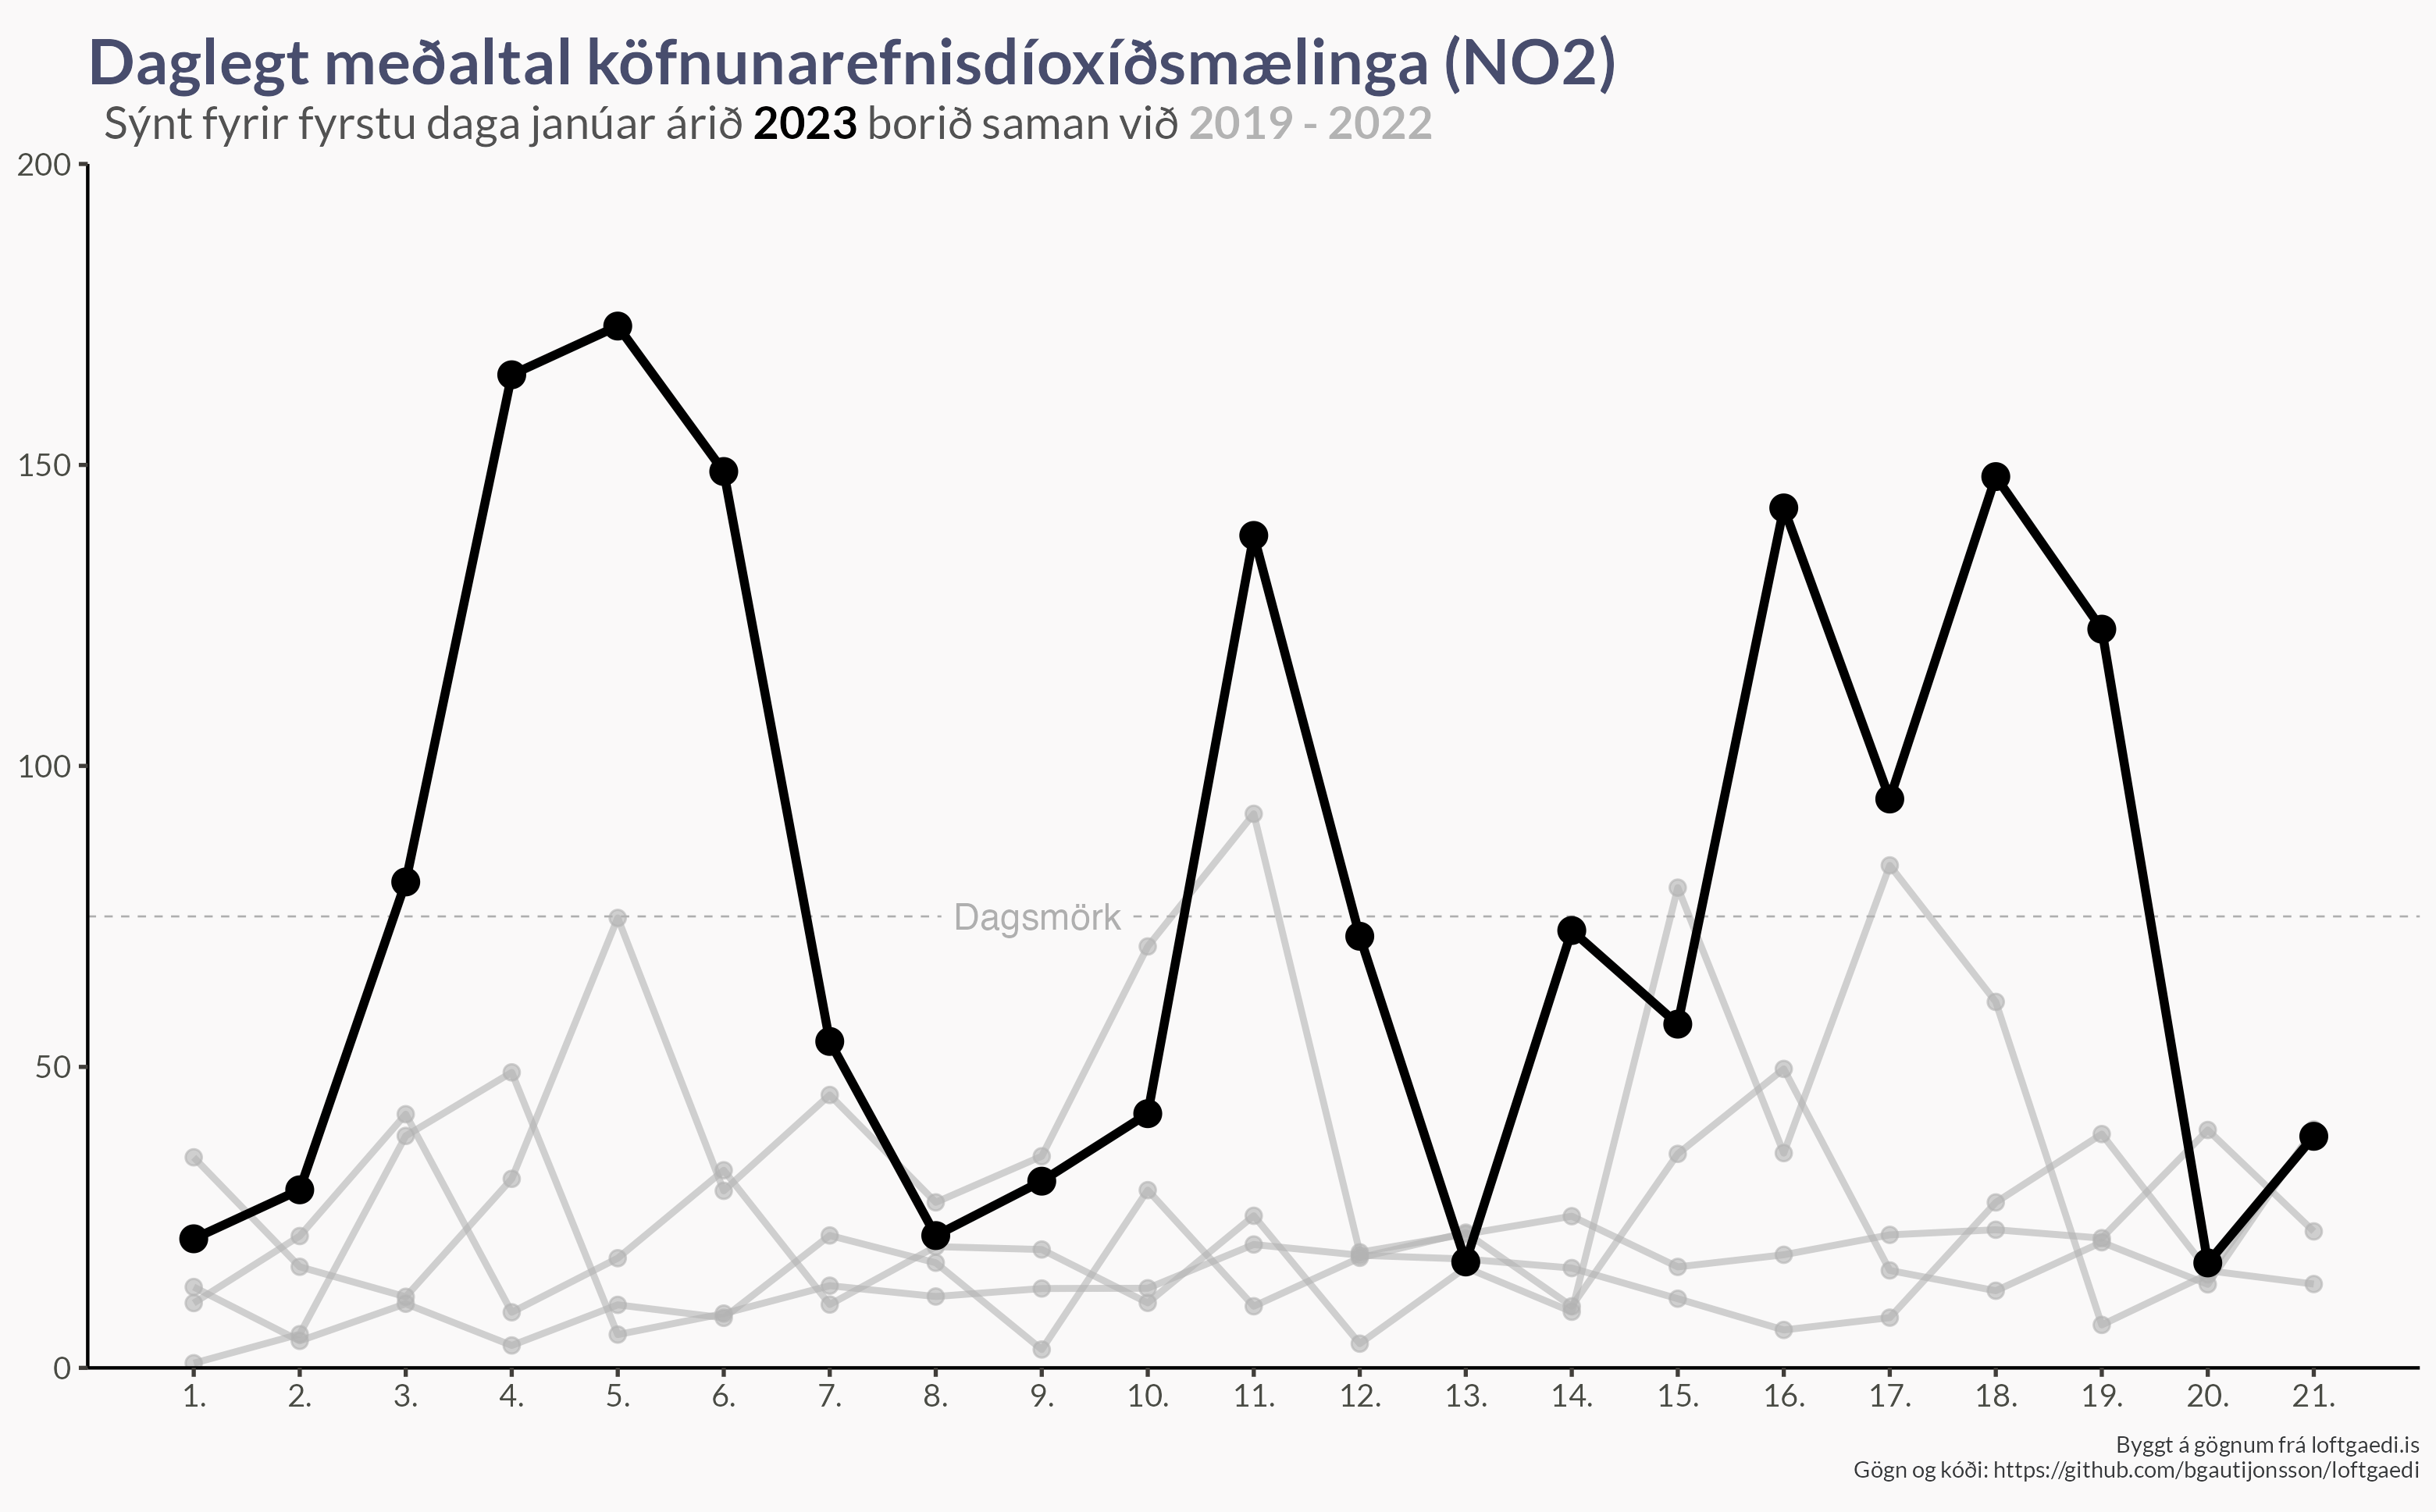 Daglegt meðaltal köfnunarefnisdíoxíðsmælinga (NO2)
Sýnt fyrir fyrstu daga janúar árið 2023 borið saman við 2019 - 2022
200
150
100
Dagsmörk
50
0
1. 2. 3. 4. 5. 6. 7. 8. 9. 10. 11. 12. 13. 14. 15. 16. 17. 18. 19. 20. 21.
Byggt á gögnum frá loftgaedi.is
Gögn og kóði: https://github.com/bgautijonsson/loftgaedi